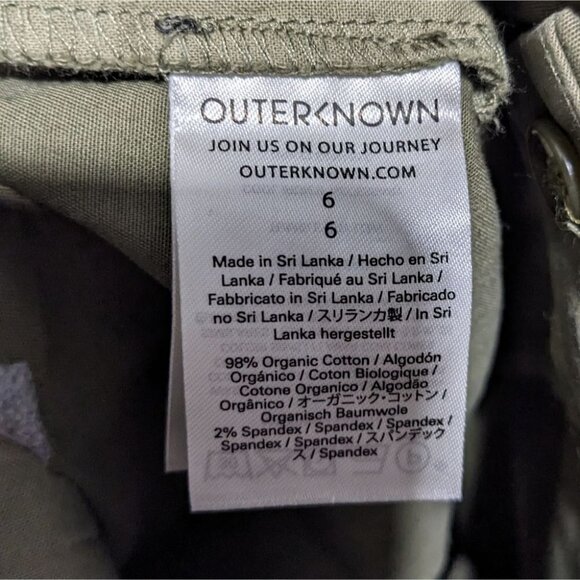 OUTERKNOWN
JOIN US ON OUR JOURNEY
OUTERKNOWN.COM
6
6
Made in Sri Lanka / Hecho en Sri
Lanka / Fabriqué au Sri Lanka /
Fabbricato in Sri Lanka / Fabricado
no Sri Lanka / スリランカ製 / In Sri
Lanka hergestellt
98% Organic Cotton / Algodón
Orgánico / Coton Biologique /
Cotone Organico / Algodão
Orgânico / オーガニック・コットン /
Organisch Baumwole
2% Spandex / Spandex / Spandex /
Spandex / Spandex / スパンデック
ス / Spandex